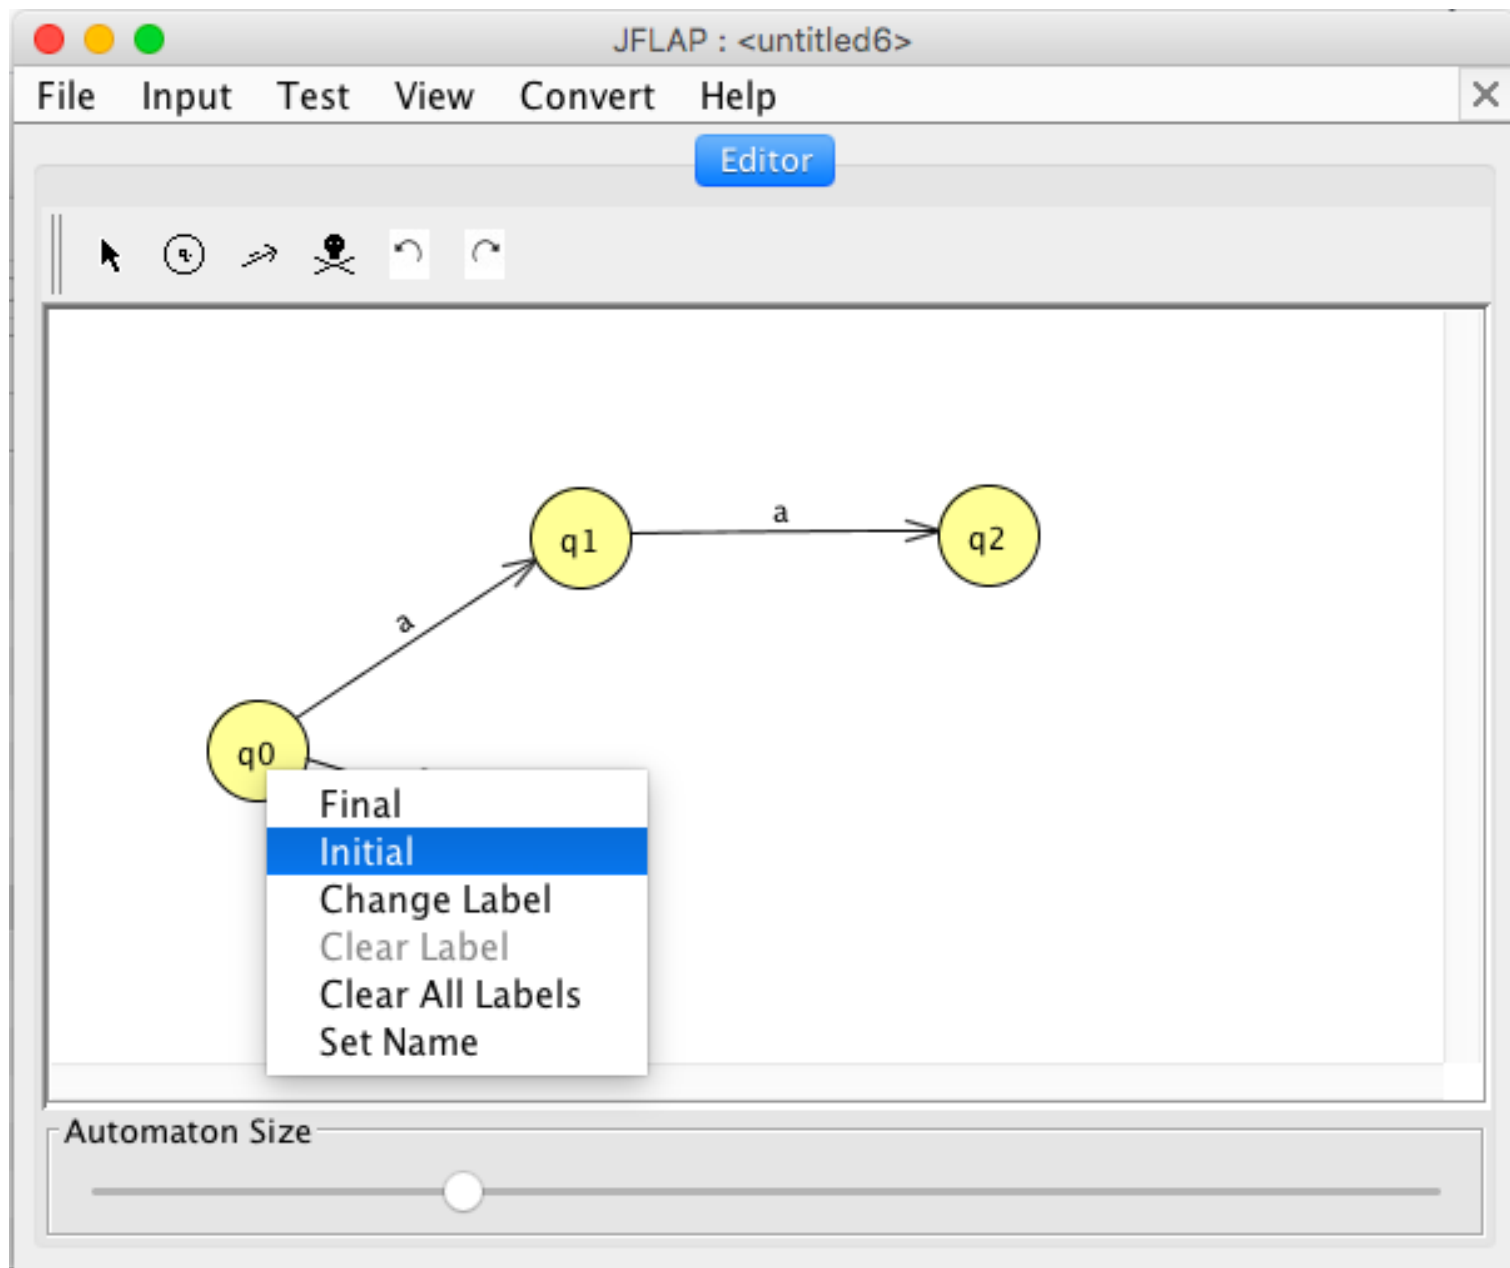 JFLAP : <untitled6>
File Input Test View Convert Help
Editor
q
a
q1
q2
a
q0
Final
Initial
Change Label
Clear Label
Clear All Labels
Set Name
Automaton Size